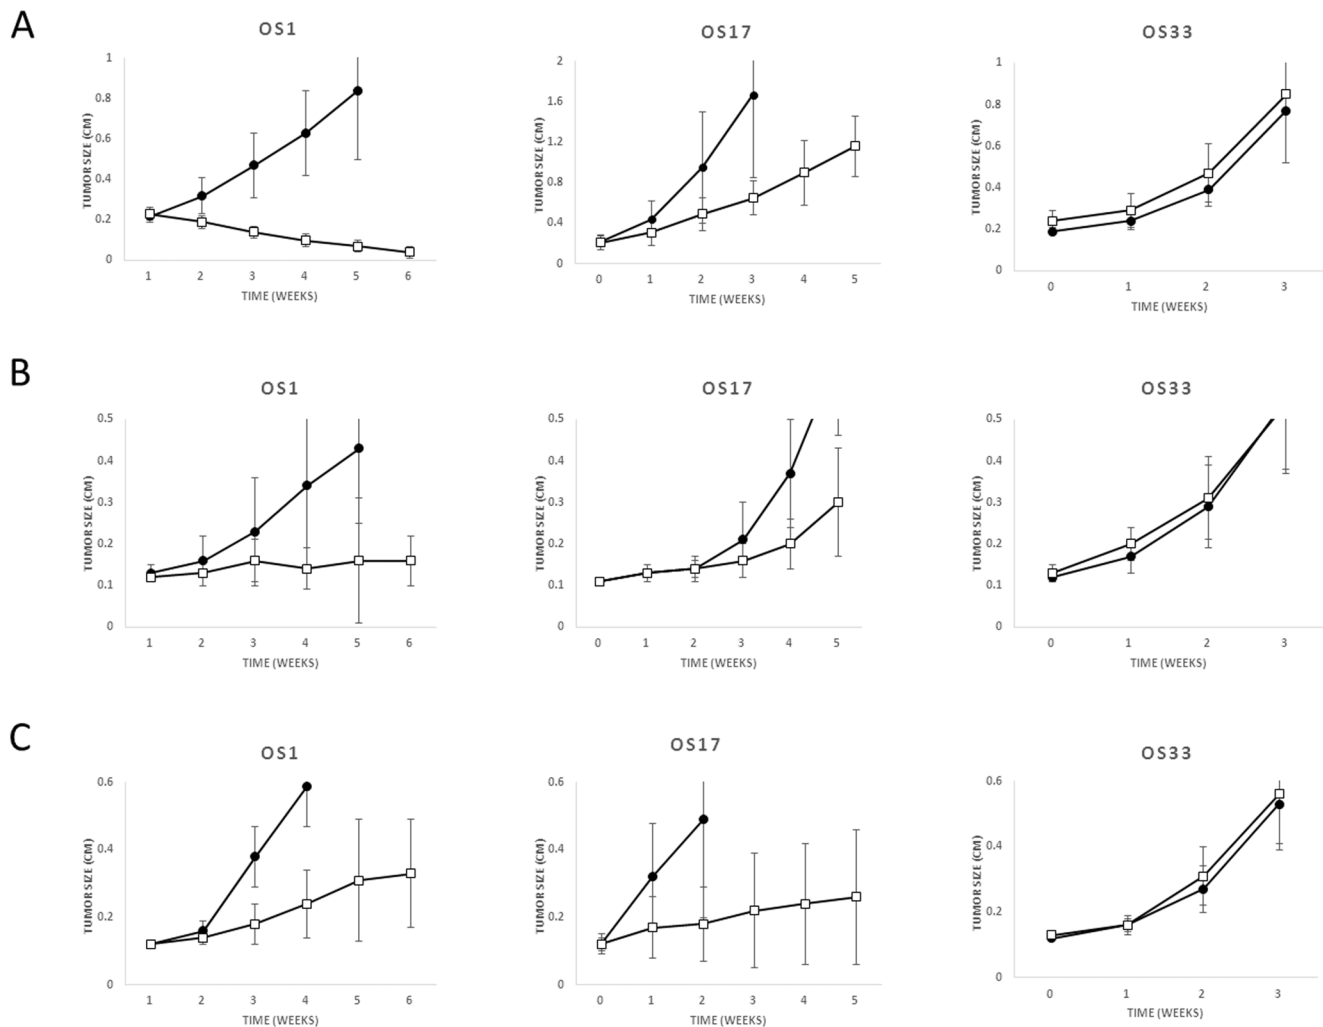 A
OS1
TUMOR SIZE (CM)
1
0.8
0.6
0.4
0.2
0
1 2 3 4 5 6
TIME (WEEKS)
OS17
TUMOR SIZE (CM)
2
1.6
1.2
0.8
0.4
0
0 1 2 3 4 5
TIME (WEEKS)
OS33
TUMOR SIZE (CM)
1
0.8
0.6
0.4
0.2
0
0 1 2 3
TIME (WEEKS)
B
OS1
TUMOR SIZE (CM)
0.5
0.4
0.3
0.2
0.1
0
1 2 3 4 5 6
TIME (WEEKS)
OS17
TUMOR SIZE (CM)
0.5
0.4
0.3
0.2
0.1
0
0 1 2 3 4 5
TIME (WEEKS)
OS33
TUMOR SIZE (CM)
0.5
0.4
0.3
0.2
0.1
0
0 1 2 3
TIME (WEEKS)
C
OS1
TUMOR SIZE (CM)
0.6
0.4
0.2
0
1 2 3 4 5 6
TIME (WEEKS)
OS17
TUMOR SIZE (CM)
0.6
0.4
0.2
0
0 1 2 3 4 5
TIME (WEEKS)
OS33
TUMOR SIZE (CM)
0.6
0.4
0.2
0
0 1 2 3
TIME (WEEKS)